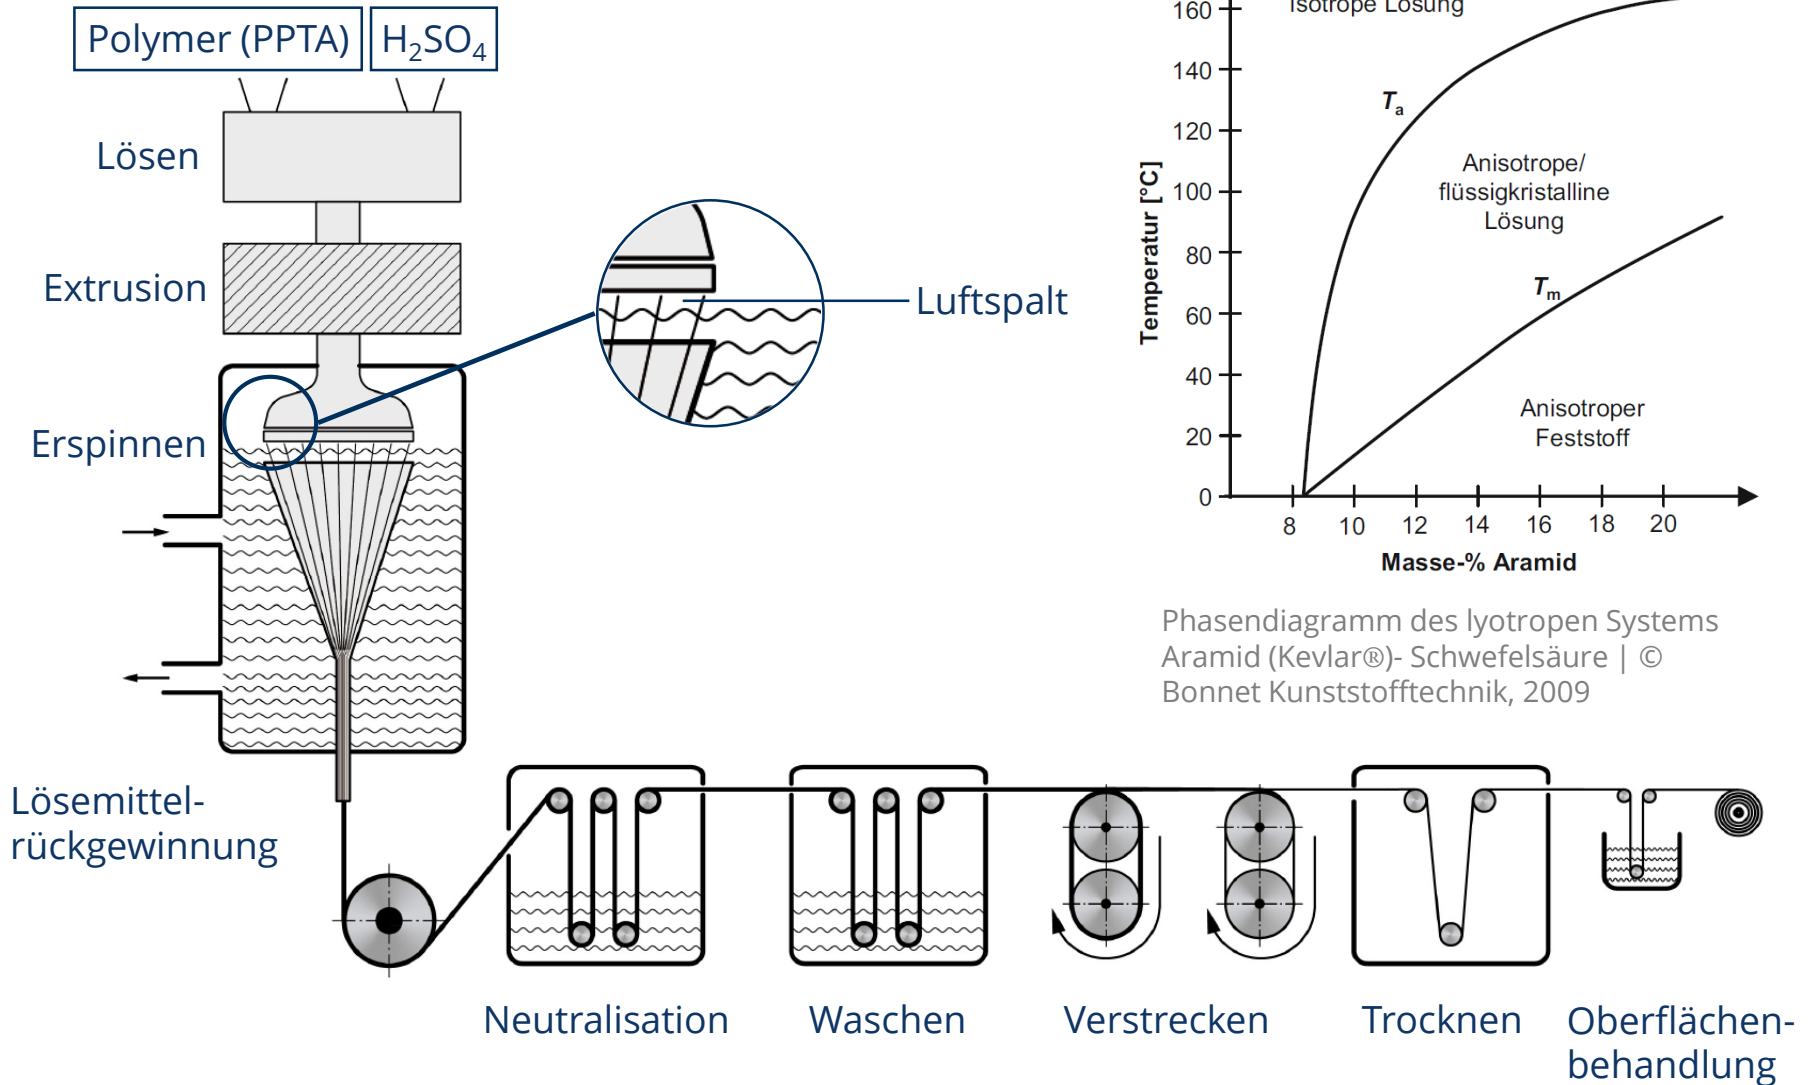 Polymer (PPTA)
H2SO4
Lösen
Extrusion
Erspinnen
Luftspalt
Lösemittel-
rückgewinnung
Neutralisation
Waschen
Verstrecken
Trocknen
Oberflächen-
behandlung
Isotrope Lösung
Temperatur [°C]
160
140
120
100
80
60
40
20
0
Ta
Anisotrope/
flüssigkristalline
Lösung
Tm
Anisotroper
Feststoff
8 10 12 14 16 18 20
Masse-% Aramid
Phasendiagramm des lyotropen Systems
Aramid (Kevlar®)- Schwefelsäure | ©
Bonnet Kunststofftechnik, 2009